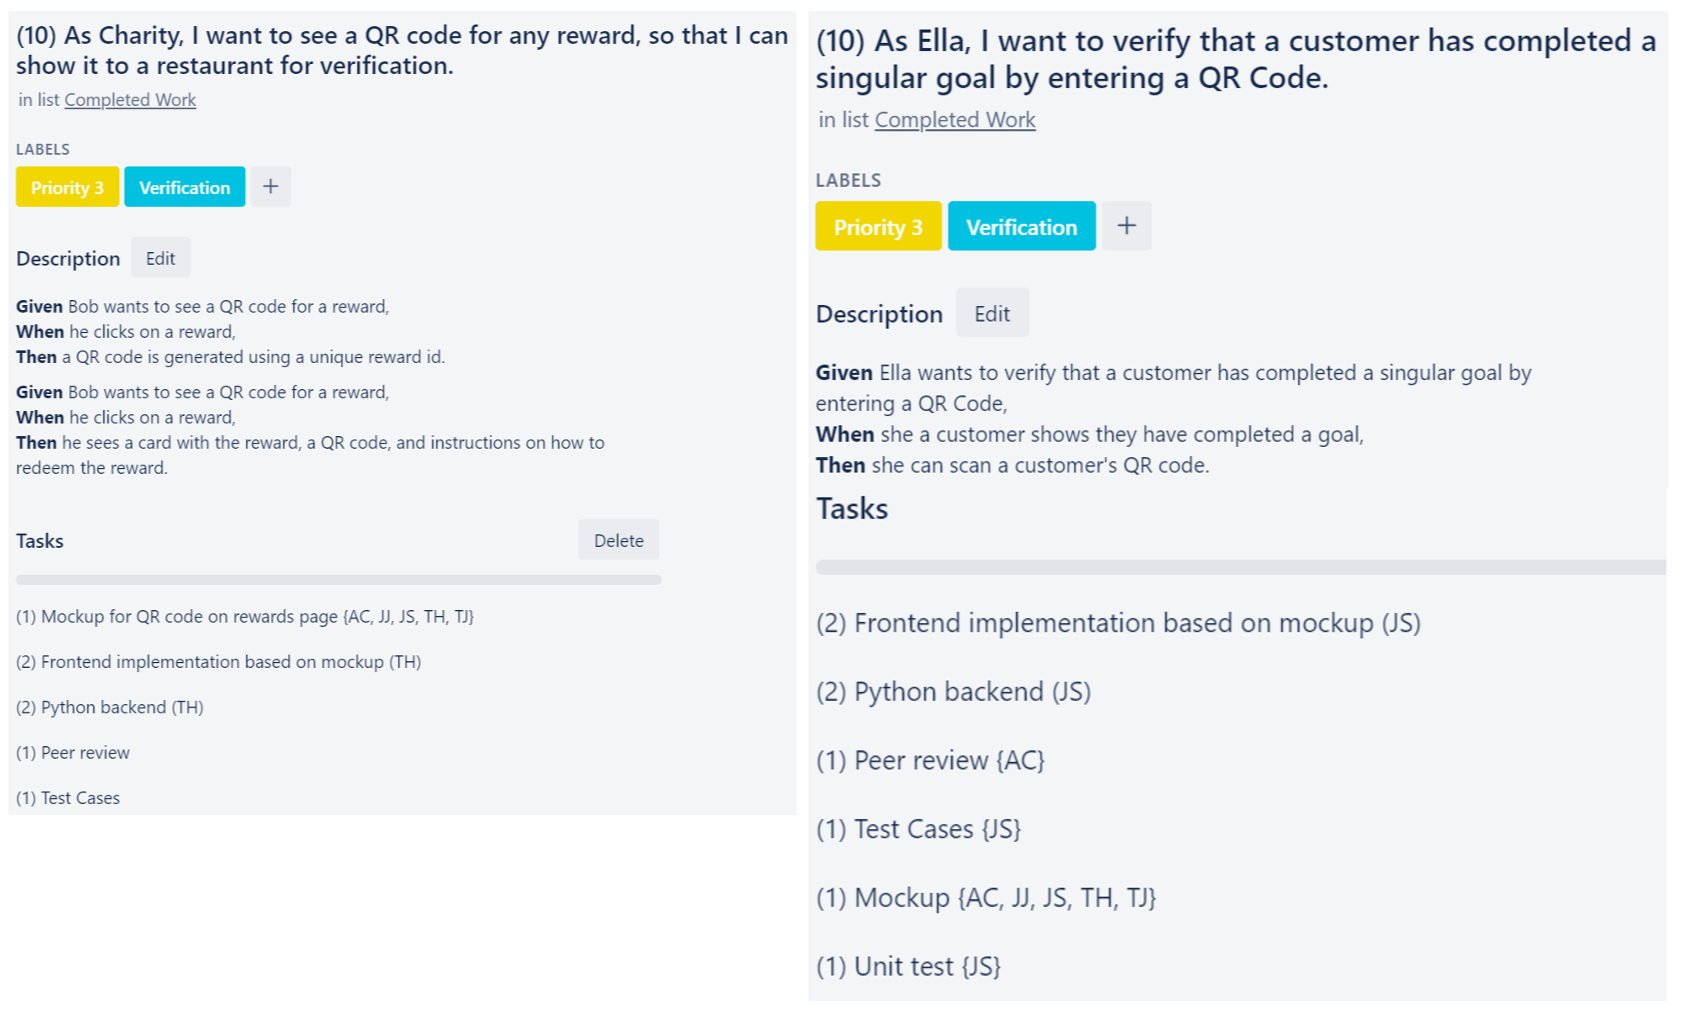 (10) As Charity, I want to see a QR code for any reward, so that I can
show it to a restaurant for verification.
in list Completed Work
LABELS
Priority 3 Verification +
Description Edit
Given Bob wants to see a QR code for a reward,
When he clicks on a reward,
Then a QR code is generated using a unique reward id.
Given Bob wants to see a QR code for a reward,
When he clicks on a reward,
Then he sees a card with the reward, a QR code, and instructions on how to
redeem the reward.
Tasks Delete
(1) Mockup for QR code on rewards page {AC, JJ, JS, TH, TJ}
(2) Frontend implementation based on mockup (TH)
(2) Python backend (TH)
(1) Peer review
(1) Test Cases
(10) As Ella, I want to verify that a customer has completed a
singular goal by entering a QR Code.
in list Completed Work
LABELS
Priority 3 Verification +
Description Edit
Given Ella wants to verify that a customer has completed a singular goal by
entering a QR Code,
When she a customer shows they have completed a goal,
Then she can scan a customer's QR code.
Tasks
(2) Frontend implementation based on mockup (JS)
(2) Python backend (JS)
(1) Peer review {AC}
(1) Test Cases {JS}
(1) Mockup {AC, JJ, JS, TH, TJ}
(1) Unit test {JS}